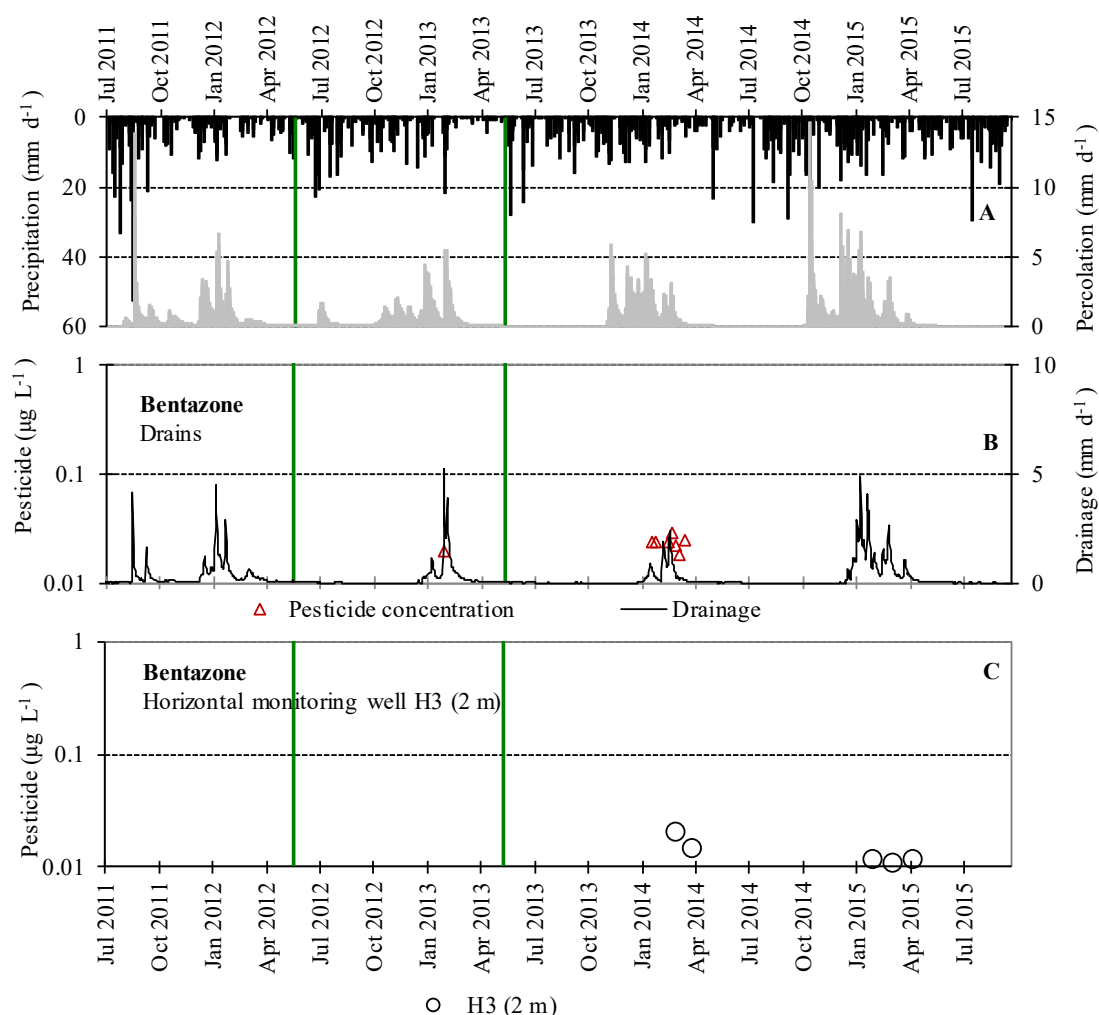 Jul 2011
Oct 2011
Jan 2012
Apr 2012
Jul 2012
Oct 2012
Jan 2013
Apr 2013
Jul 2013
Oct 2013
Jan 2014
Apr 2014
Oct 2014
Jan 2015
Apr 2015
Jul 2015
Precipitation (mm d-1)
0
20
40
60
A
15
10
5
0
Percolation (mm d-1)
Pesticide (µg L-1)
1
0.1
0.01
Bentazone
Drains
B
10
5
0
Drainage (mm d-1)
Pesticide concentration
Drainage
Pesticide (µg L-1)
1
0.1
0.01
Bentazone
Horizontal monitoring well H3 (2 m)
C
Jul 2011
Oct 2011
Jan 2012
Apr 2012
Jul 2012
Oct 2012
Jan 2013
Apr 2013
Jul 2013
Oct 2013
Jan 2014
Apr 2014
Jul 2014
Oct 2014
Jan 2015
Apr 2015
Jul 2015
H3 (2 m)